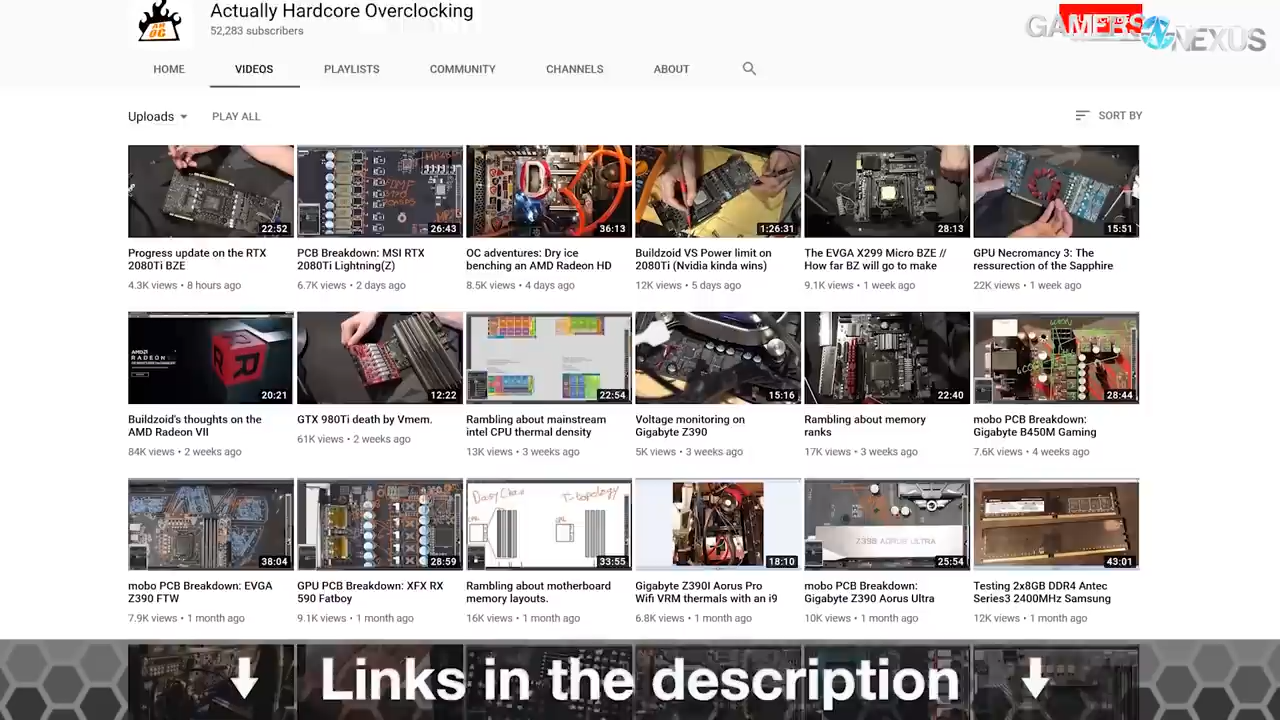 Actually Hardcore Overclocking
52,283 subscribers
GAMERS NEXUS
HOME VIDEOS PLAYLISTS COMMUNITY CHANNELS ABOUT
Uploads PLAY ALL SORT BY
22:52 26:43 36:13 1:26:31 28:13 15:51
Progress update on the RTX
2080Ti BZE
4.3K views • 8 hours ago
PCB Breakdown: MSI RTX
2080Ti Lightning(Z)
6.7K views • 2 days ago
OC adventures: Dry ice
benching an AMD Radeon HD
8.5K views • 4 days ago
Buildzoid VS Power limit on
2080Ti (Nvidia kinda wins)
12K views • 5 days ago
The EVGA X299 Micro BZE //
How far BZ will go to make
9.1K views • 1 week ago
GPU Necromancy 3: The
ressurection of the Sapphire
22K views • 1 week ago
AMD
RADEON
20:21 12:22 22:54 15:16 22:40 28:44
Buildzoid's thoughts on the
AMD Radeon VII
84K views • 2 weeks ago
GTX 980Ti death by Vmem.
61K views • 2 weeks ago
Rambling about mainstream
intel CPU thermal density
13K views • 3 weeks ago
Voltage monitoring on
Gigabyte Z390
5K views • 3 weeks ago
Rambling about memory
ranks
17K views • 3 weeks ago
mobo PCB Breakdown:
Gigabyte B450M Gaming
7.6K views • 4 weeks ago
Daisy Chain T-topology
Z390 AORUS ULTRA
38:04 28:59 33:55 18:10 25:54 43:01
mobo PCB Breakdown: EVGA
Z390 FTW
7.9K views • 1 month ago
GPU PCB Breakdown: XFX RX
590 Fatboy
9.1K views • 1 month ago
Rambling about motherboard
memory layouts.
16K views • 1 month ago
Gigabyte Z390I Aorus Pro
Wifi VRM thermals with an i9
6.8K views • 1 month ago
mobo PCB Breakdown:
Gigabyte Z390 Aorus Ultra
10K views • 1 month ago
Testing 2x8GB DDR4 Antec
Series3 2400MHz Samsung
12K views • 1 month ago
Links in the description